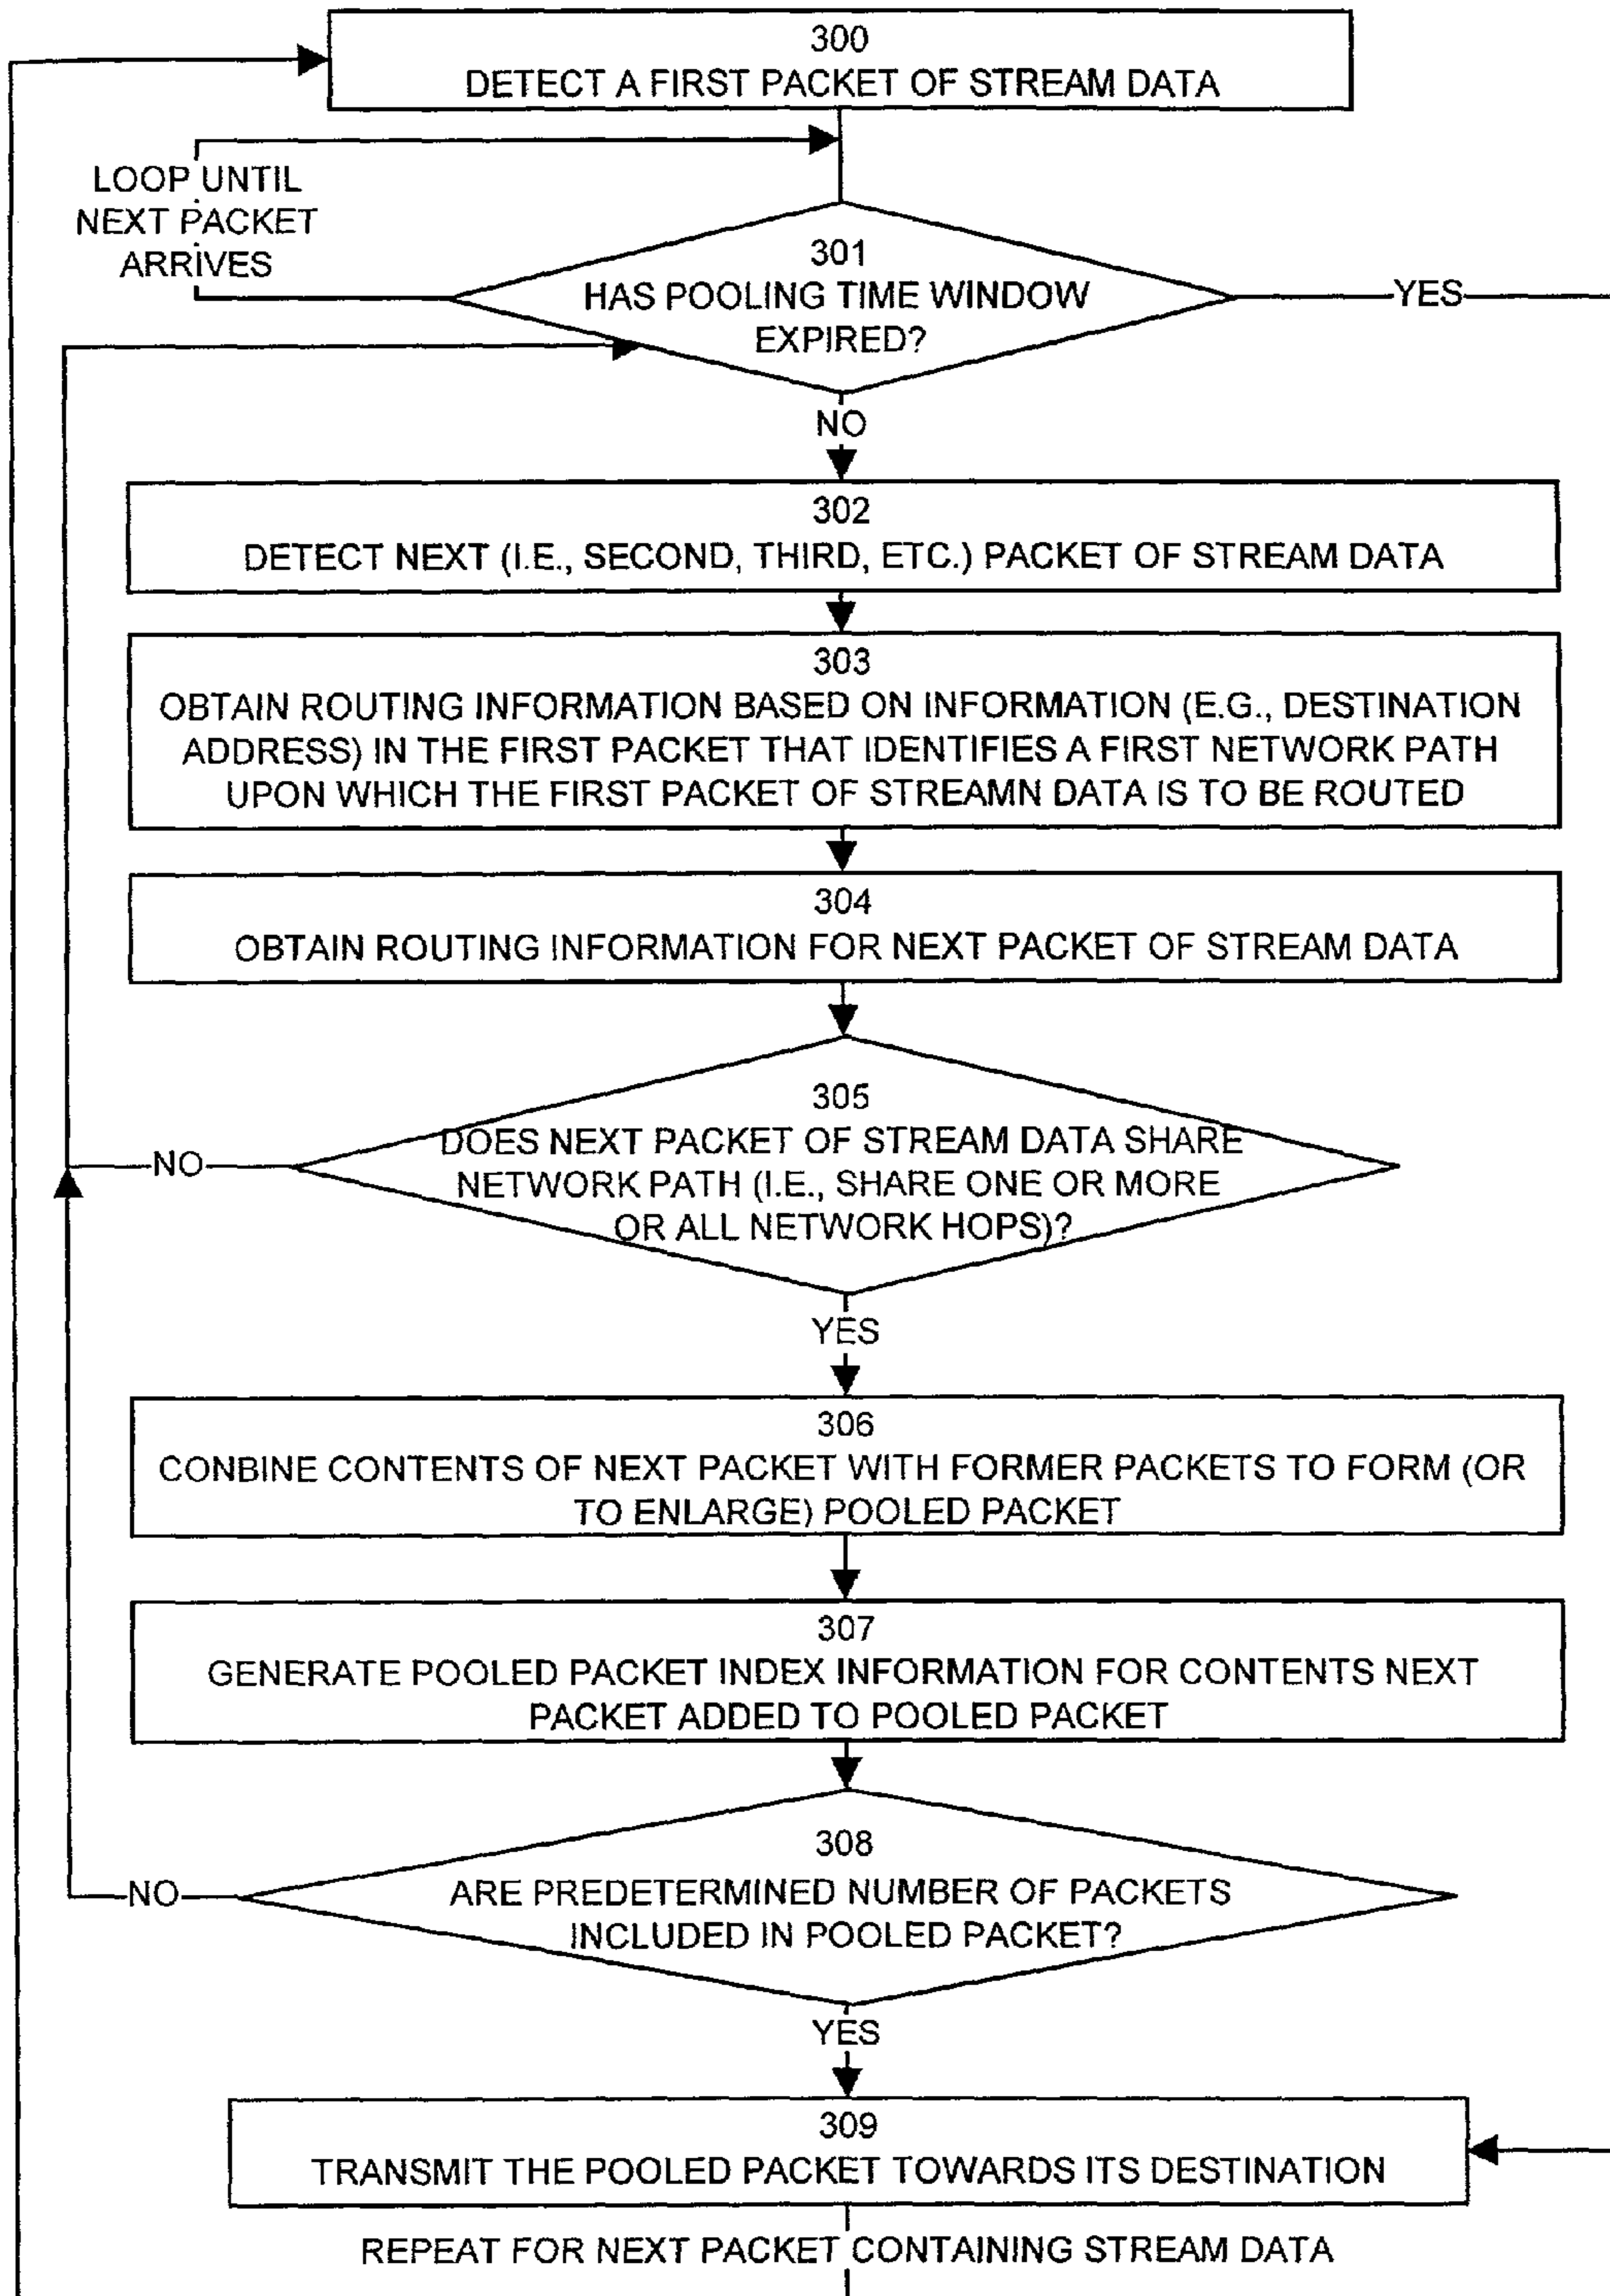 300
DETECT A FIRST PACKET OF STREAM DATA
LOOP UNTIL
NEXT PACKET
ARRIVES
301
HAS POOLING TIME WINDOW
EXPIRED?
YES
NO
302
DETECT NEXT (I.E., SECOND, THIRD, ETC.) PACKET OF STREAM DATA
303
OBTAIN ROUTING INFORMATION BASED ON INFORMATION (E.G., DESTINATION
ADDRESS) IN THE FIRST PACKET THAT IDENTIFIES A FIRST NETWORK PATH
UPON WHICH THE FIRST PACKET OF STREAMN DATA IS TO BE ROUTED
304
OBTAIN ROUTING INFORMATION FOR NEXT PACKET OF STREAM DATA
305
DOES NEXT PACKET OF STREAM DATA SHARE
NETWORK PATH (I.E., SHARE ONE OR MORE
OR ALL NETWORK HOPS)?
NO
YES
306
CONBINE CONTENTS OF NEXT PACKET WITH FORMER PACKETS TO FORM (OR
TO ENLARGE) POOLED PACKET
307
GENERATE POOLED PACKET INDEX INFORMATION FOR CONTENTS NEXT
PACKET ADDED TO POOLED PACKET
308
ARE PREDETERMINED NUMBER OF PACKETS
INCLUDED IN POOLED PACKET?
NO
YES
309
TRANSMIT THE POOLED PACKET TOWARDS ITS DESTINATION
REPEAT FOR NEXT PACKET CONTAINING STREAM DATA